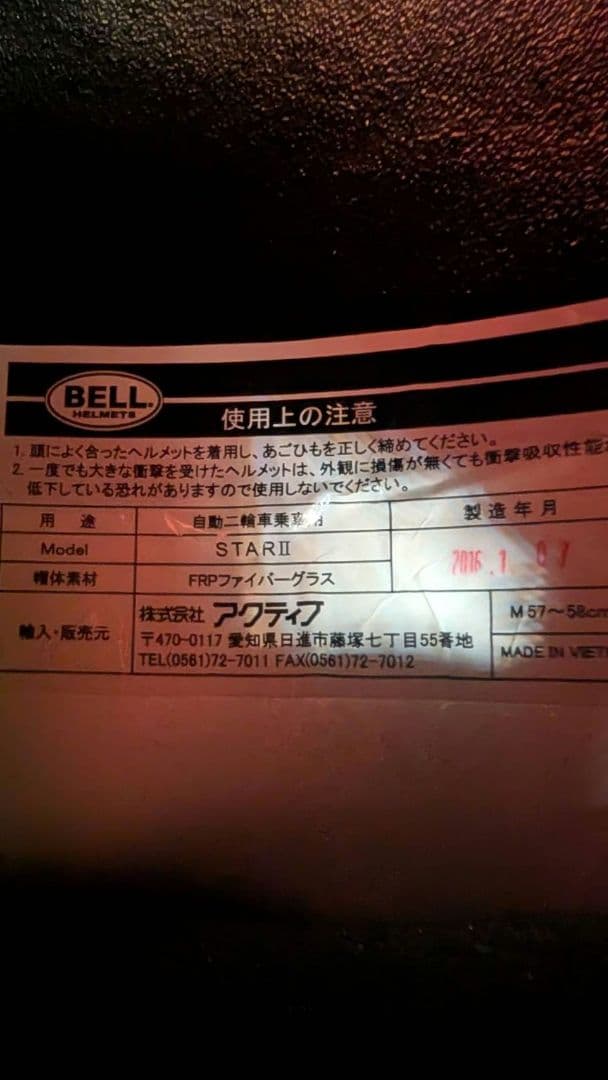 BELL
HELMETS
使用上の注意
1. 頭によく合ったヘルメットを着用し、あごひもを正しく締めてください。
2. 一度でも大きな衝撃を受けたヘルメットは、外観に損傷が無くても衝撃吸収性能が
低下している恐れがありますので使用しないでください。
用 途 自動二輪車乗車用 製造年月
Model STARⅡ
帽体素材 FRPファイバーグラス
輸入・販売元 株式会社 アクティブ M 57〜58cm
〒470-0117 愛知県日進市藤塚七丁目55番地
TEL(0561)72-7011 FAX(0561)72-7012 MADE IN